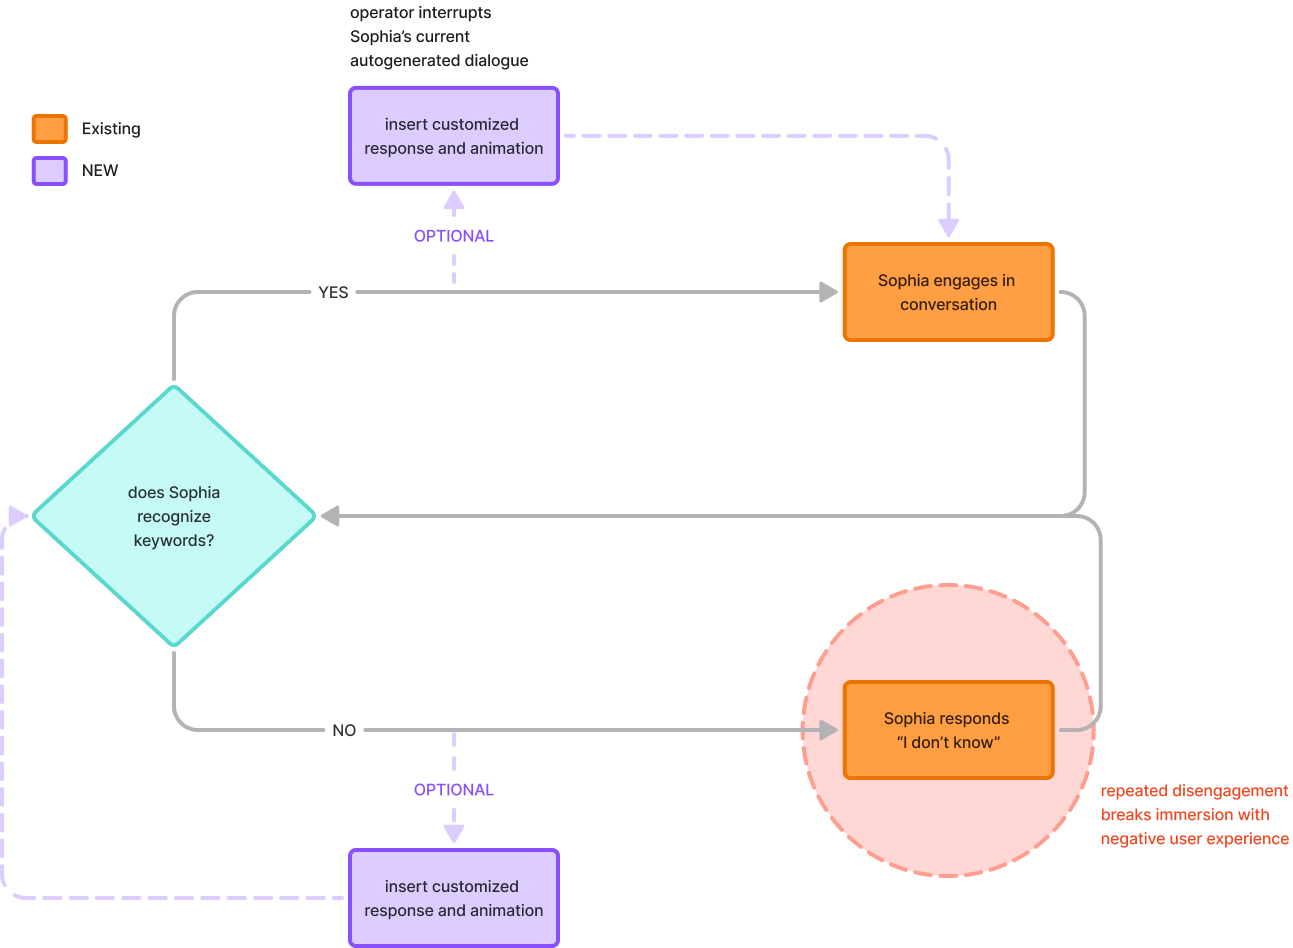 operator interrupts
Sophia’s current
autogenerated dialogue
insert customized
response and animation
Existing
NEW
OPTIONAL
YES
Sophia engages in
conversation
does Sophia
recognize
keywords?
NO
Sophia responds
“I don’t know”
OPTIONAL
repeated disengagement
breaks immersion with
negative user experience
insert customized
response and animation